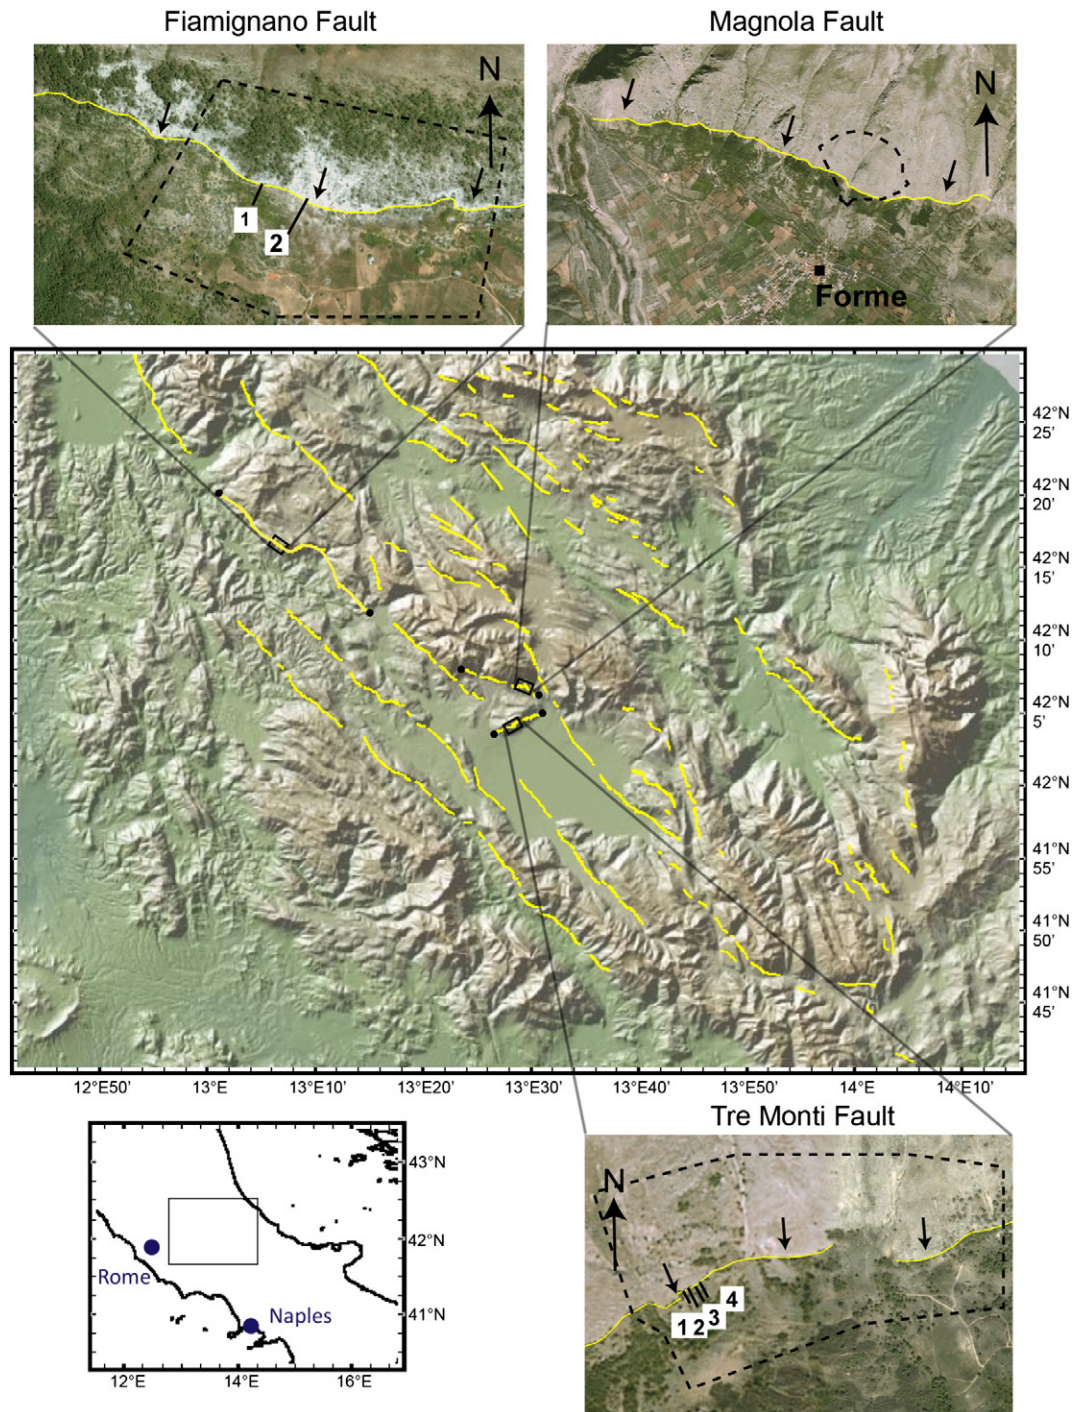 Fiamignano Fault
Magnola Fault
N
N
1
2
Forme
42°N
25'
42°N
20'
42°N
15'
42°N
10'
42°N
5'
42°N
41°N
55'
41°N
50'
41°N
45'
12°E50'
13°E
13°E10'
13°E20'
13°E30'
13°E40'
13°E50'
14°E
14°E10'
Tre Monti Fault
43°N
42°N
41°N
Rome
Naples
12°E
14°E
16°E
N
1 2 3 4